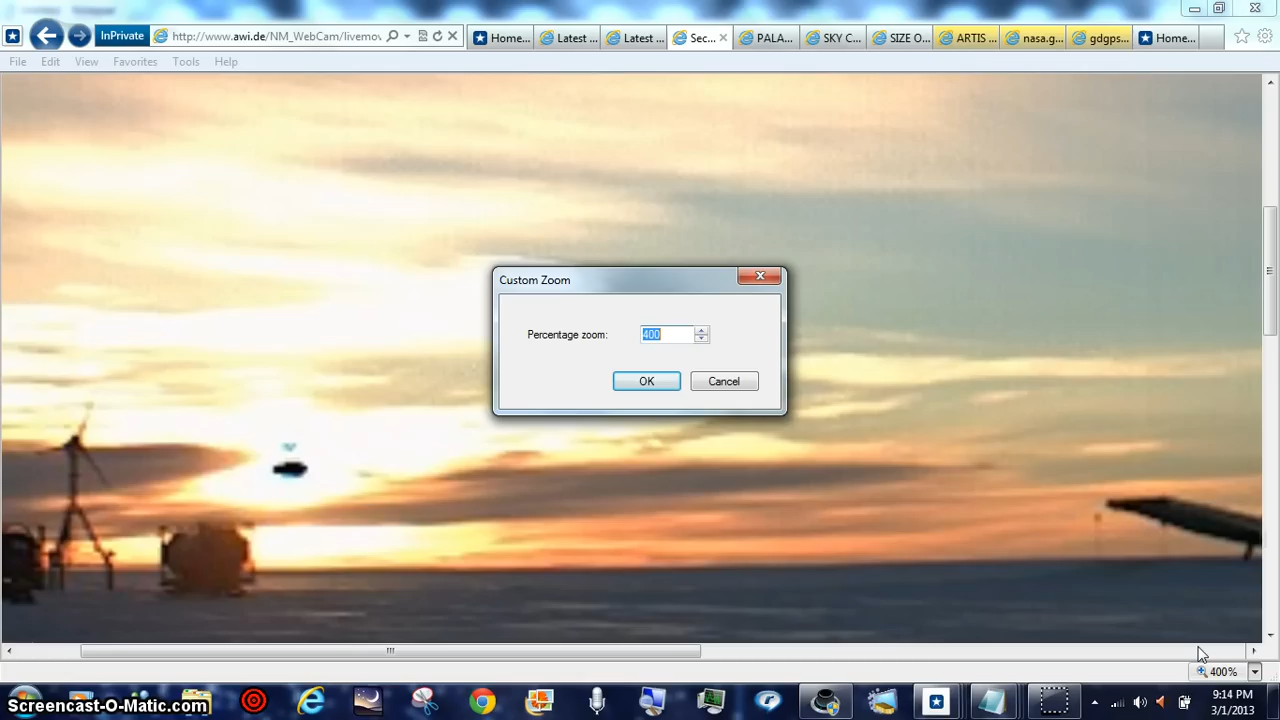 InPrivate
http://www.awi.de/NM_WebCam/livemov
Home...
Latest ...
Latest ...
Sec...
PALA...
SKY C...
SIZE O...
ARTIS ...
nasa.g...
gdgps...
Home...
File Edit View Favorites Tools Help
Custom Zoom
Percentage zoom: 400
OK Cancel
400%
Screencast-O-Matic.com
9:14 PM
3/1/2013